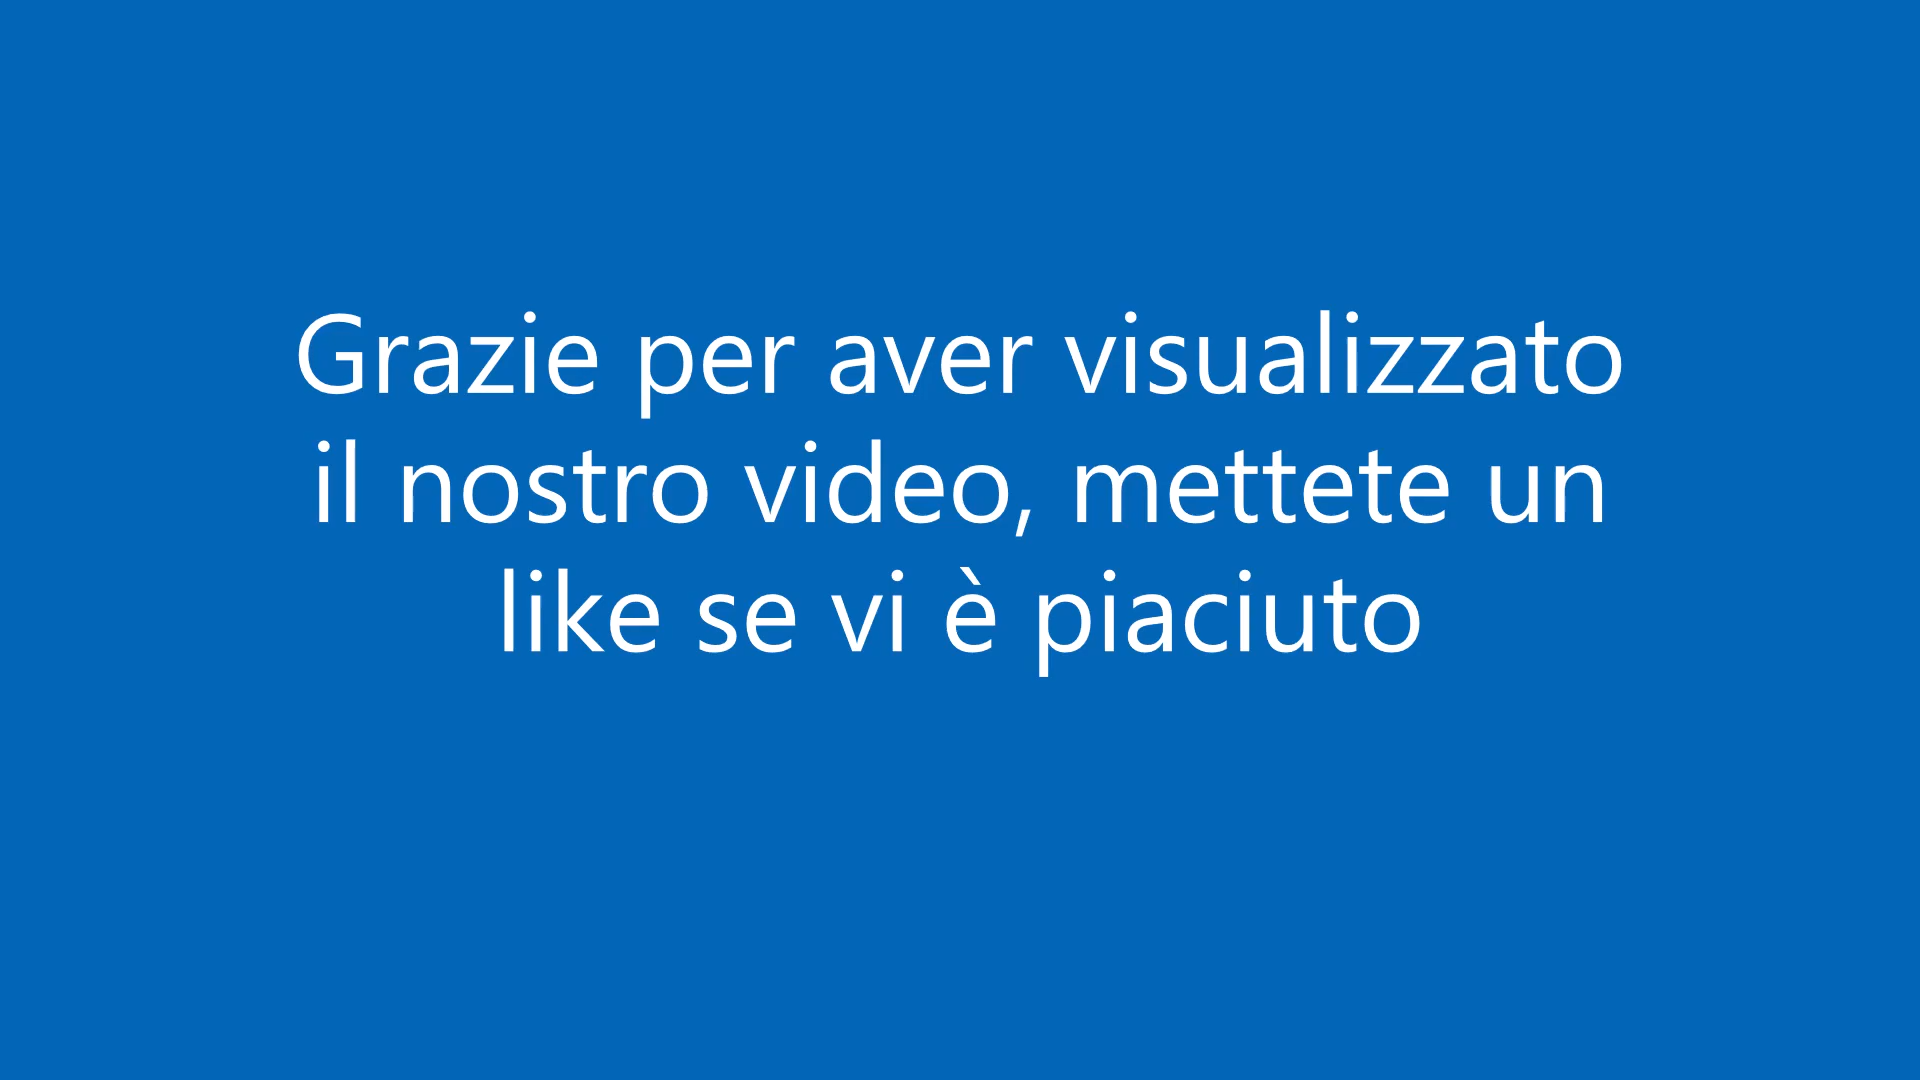 Grazie per aver visualizzato
il nostro video, mettete un
like se vi è piaciuto